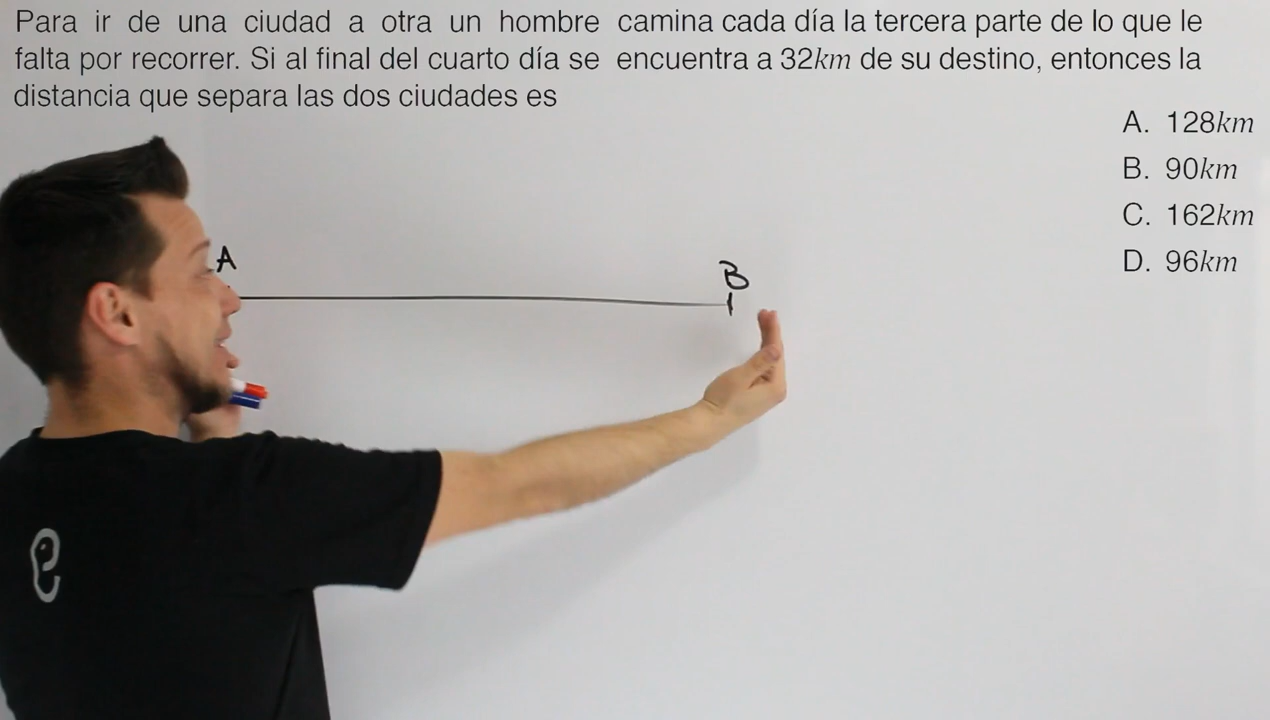 Para ir de una ciudad a otra un hombre camina cada día la tercera parte de lo que le
falta por recorrer. Si al final del cuarto día se encuentra a 32km de su destino, entonces la
distancia que separa las dos ciudades es
A. 128km
B. 90km
C. 162km
D. 96km
A
B
e